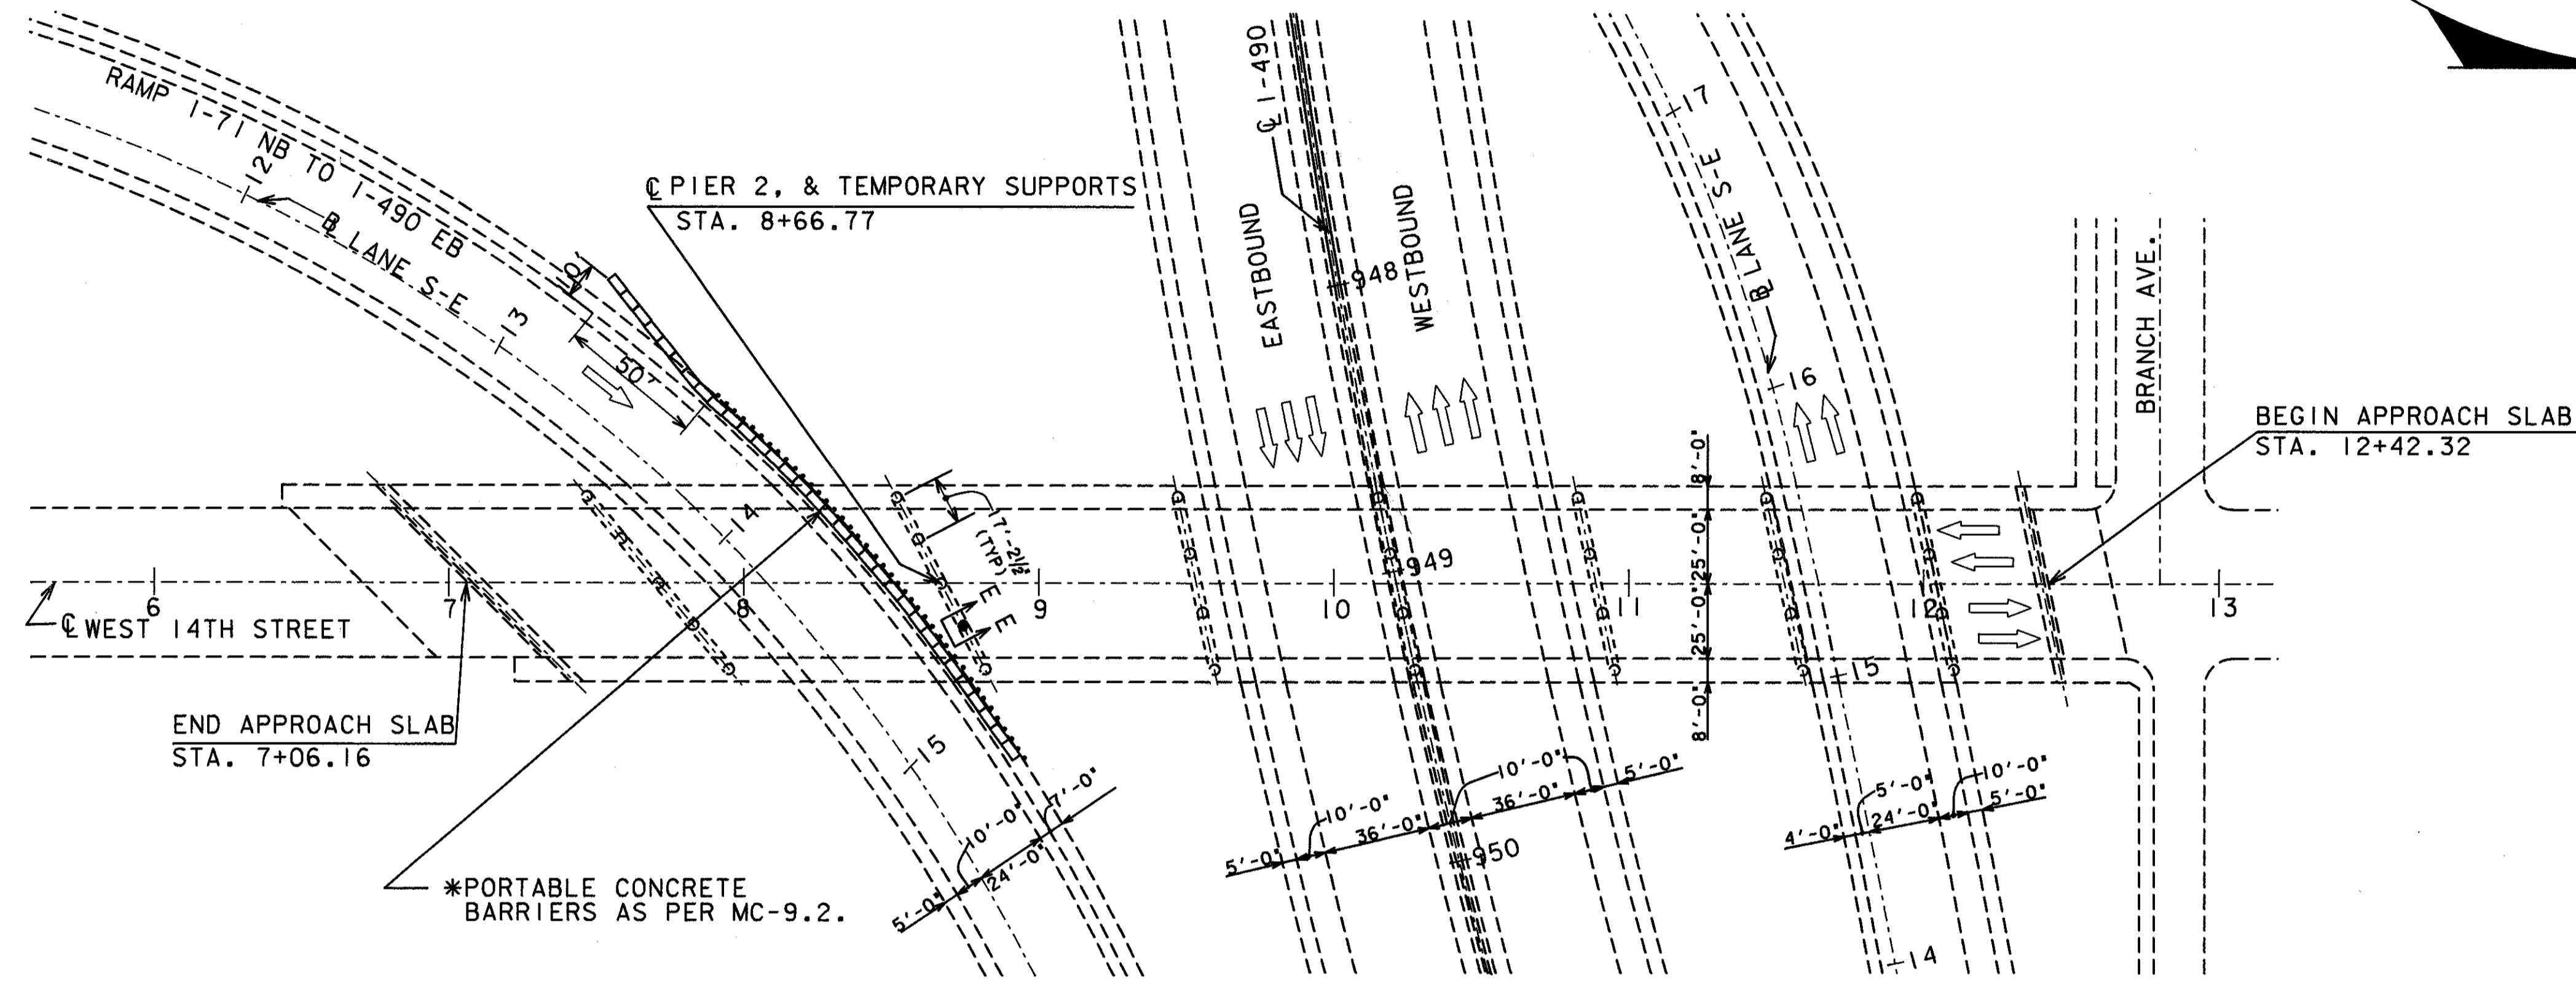 RAMP I-71 NB TO I-490 EB
℄ I-490
12
B̲L LANE S-E
℄ PIER 2, & TEMPORARY SUPPORTS
STA. 8+66.77
EASTBOUND
WESTBOUND
948
17
BL LANE S-E
BRANCH AVE.
10'
13
50'
16
BEGIN APPROACH SLAB
STA. 12+42.32
14
17'-2½"
(TYP)
949
8'-0"
25'-0"
25'-0"
8'-0"
E
E
6
7
8
9
10
11
12
13
℄ WEST 14TH STREET
END APPROACH SLAB
STA. 7+06.16
15
15
*PORTABLE CONCRETE
BARRIERS AS PER MC-9.2.
5'-0"
10'-0"
24'-0"
7'-0"
5'-0"
10'-0"
36'-0"
10'-0"
36'-0"
5'-0"
950
4'-0"
5'-0"
24'-0"
10'-0"
5'-0"
14